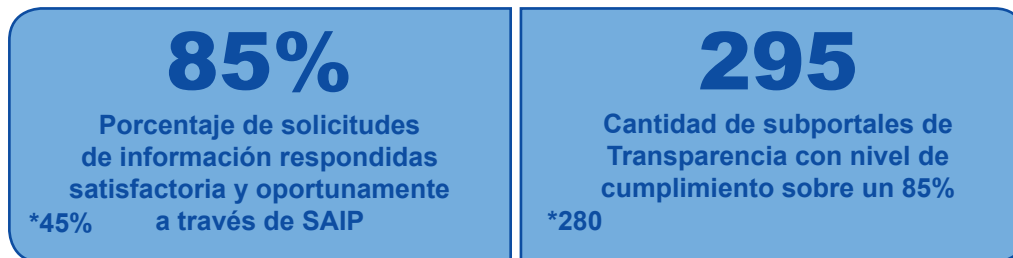 85%
Porcentaje de solicitudes
de información respondidas
satisfactoria y oportunamente
a través de SAIP
*45%
295
Cantidad de subportales de
Transparencia con nivel de
cumplimiento sobre un 85%
*280